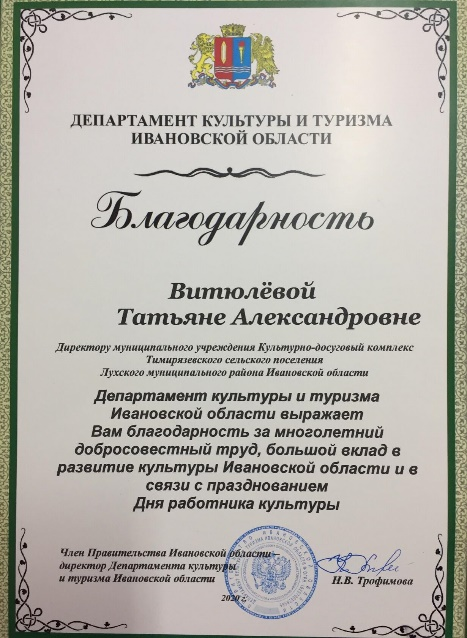 ДЕПАРТАМЕНТ КУЛЬТУРЫ И ТУРИЗМА
ИВАНОВСКОЙ ОБЛАСТИ
Благодарность
Витюлёвой
Татьяне Александровне
Директору муниципального учреждения Культурно-досуговый комплекс
Тимирязевского сельского поселения
Лухского муниципального района Ивановской области
Департамент культуры и туризма
Ивановской области выражает
Вам благодарность за многолетний
добросовестный труд, большой вклад в
развитие культуры Ивановской области и в
связи с празднованием
Дня работника культуры
Член Правительства Ивановской области –
директор Департамента культуры
и туризма Ивановской области
Н.В. Трофимова
2020 г.